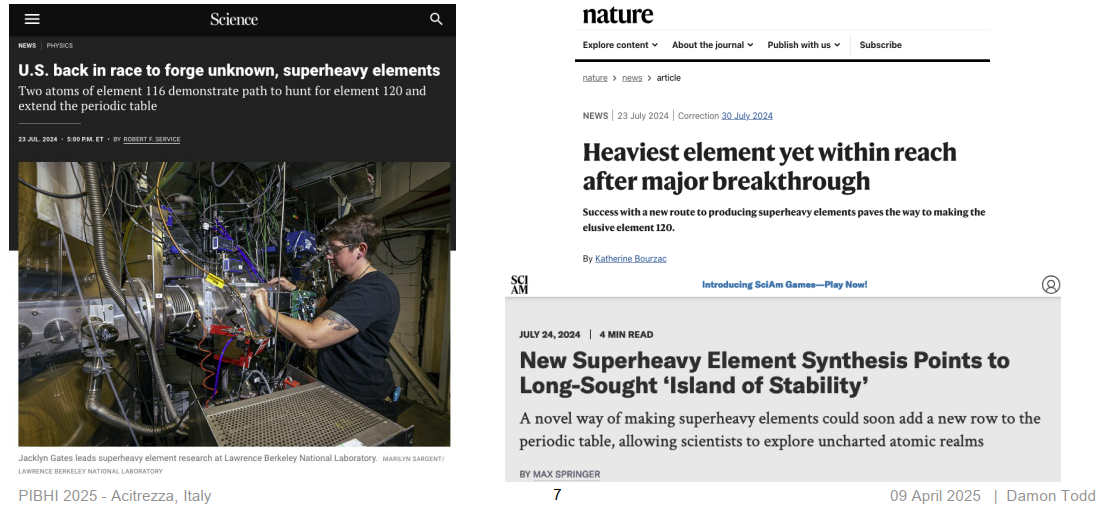 Science
NEWS | PHYSICS
U.S. back in race to forge unknown, superheavy elements
Two atoms of element 116 demonstrate path to hunt for element 120 and
extend the periodic table
23 JUL. 2024 • 5:00 P.M. ET • BY ROBERT F. SERVICE
Jacklyn Gates leads superheavy element research at Lawrence Berkeley National Laboratory. MARILYN SARGENT/
LAWRENCE BERKELEY NATIONAL LABORATORY
nature
Explore content About the journal Publish with us Subscribe
nature > news > article
NEWS | 23 July 2024 | Correction 30 July 2024
Heaviest element yet within reach
after major breakthrough
Success with a new route to producing superheavy elements paves the way to making the
elusive element 120.
By Katherine Bourzac
SCI
AM
Introducing SciAm Games—Play Now!
JULY 24, 2024 | 4 MIN READ
New Superheavy Element Synthesis Points to
Long-Sought ‘Island of Stability’
A novel way of making superheavy elements could soon add a new row to the
periodic table, allowing scientists to explore uncharted atomic realms
BY MAX SPRINGER
PIBHI 2025 - Acitrezza, Italy
7
09 April 2025 | Damon Todd